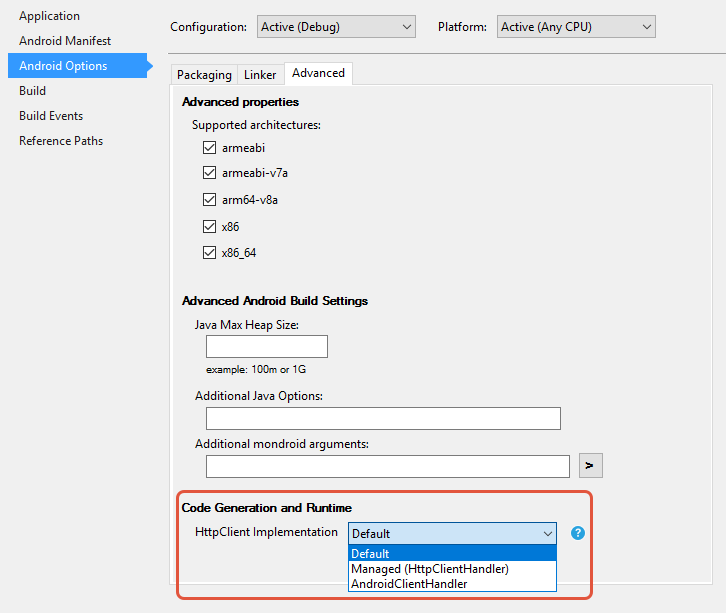 Application
Android Manifest
Android Options
Build
Build Events
Reference Paths
Configuration: Active (Debug) Platform: Active (Any CPU)
Packaging Linker Advanced
Advanced properties
Supported architectures:
armeabi
armeabi-v7a
arm64-v8a
x86
x86_64
Advanced Android Build Settings
Java Max Heap Size:
example: 100m or 1G
Additional Java Options:
Additional mondroid arguments:
>
Code Generation and Runtime
HttpClient Implementation Default ?
Default
Managed (HttpClientHandler)
AndroidClientHandler